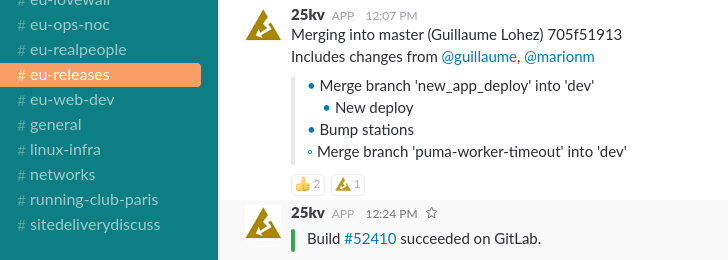 # eu-lovewall
# eu-ops-noc
# eu-realpeople
# eu-releases
# eu-web-dev
# general
# linux-infra
# networks
# running-club-paris
# sitedeliverydiscuss
25kv APP 12:07 PM
Merging into master (Guillaume Lohez) 705f51913
Includes changes from @guillaume, @marionm
• Merge branch 'new_app_deploy' into 'dev'
• New deploy
• Bump stations
◦ Merge branch 'puma-worker-timeout' into 'dev'
2 1
25kv APP 12:24 PM ☆
Build #52410 succeeded on GitLab.